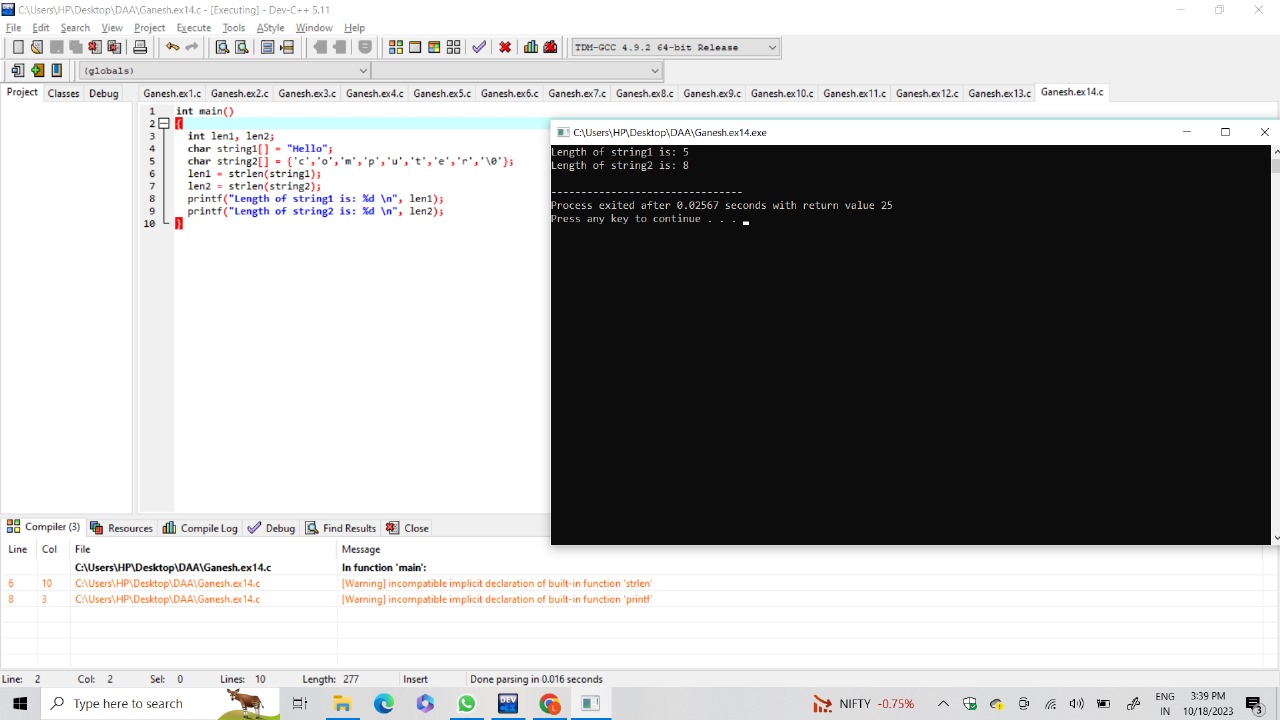 C:\Users\HP\Desktop\DAA\Ganesh.ex14.c - [Executing] - Dev-C++ 5.11
File Edit Search View Project Execute Tools AStyle Window Help
TDM-GCC 4.9.2 64-bit Release
(globals)
Project Classes Debug
Ganesh.ex1.c Ganesh.ex2.c Ganesh.ex3.c Ganesh.ex4.c Ganesh.ex5.c Ganesh.ex6.c Ganesh.ex7.c Ganesh.ex8.c Ganesh.ex9.c Ganesh.ex10.c Ganesh.ex11.c Ganesh.ex12.c Ganesh.ex13.c Ganesh.ex14.c
1 int main()
2 {
3 int len1, len2;
4 char string1[] = "Hello";
5 char string2[] = {'c','o','m','p','u','t','e','r','\0'};
6 len1 = strlen(string1);
7 len2 = strlen(string2);
8 printf("Length of string1 is: %d \n", len1);
9 printf("Length of string2 is: %d \n", len2);
10 }
C:\Users\HP\Desktop\DAA\Ganesh.ex14.exe
Length of string1 is: 5
Length of string2 is: 8
--------------------------------
Process exited after 0.02567 seconds with return value 25
Press any key to continue . . .
Compiler (3) Resources Compile Log Debug Find Results Close
Line Col File Message
C:\Users\HP\Desktop\DAA\Ganesh.ex14.c In function 'main':
6 10 C:\Users\HP\Desktop\DAA\Ganesh.ex14.c [Warning] incompatible implicit declaration of built-in function 'strlen'
8 3 C:\Users\HP\Desktop\DAA\Ganesh.ex14.c [Warning] incompatible implicit declaration of built-in function 'printf'
Line: 2 Col: 2 Sel: 0 Lines: 10 Length: 277 Insert Done parsing in 0.016 seconds
Type here to search
DEV
L
NIFTY -0.75%
ENG
IN
3:39 PM
10/18/2023
3